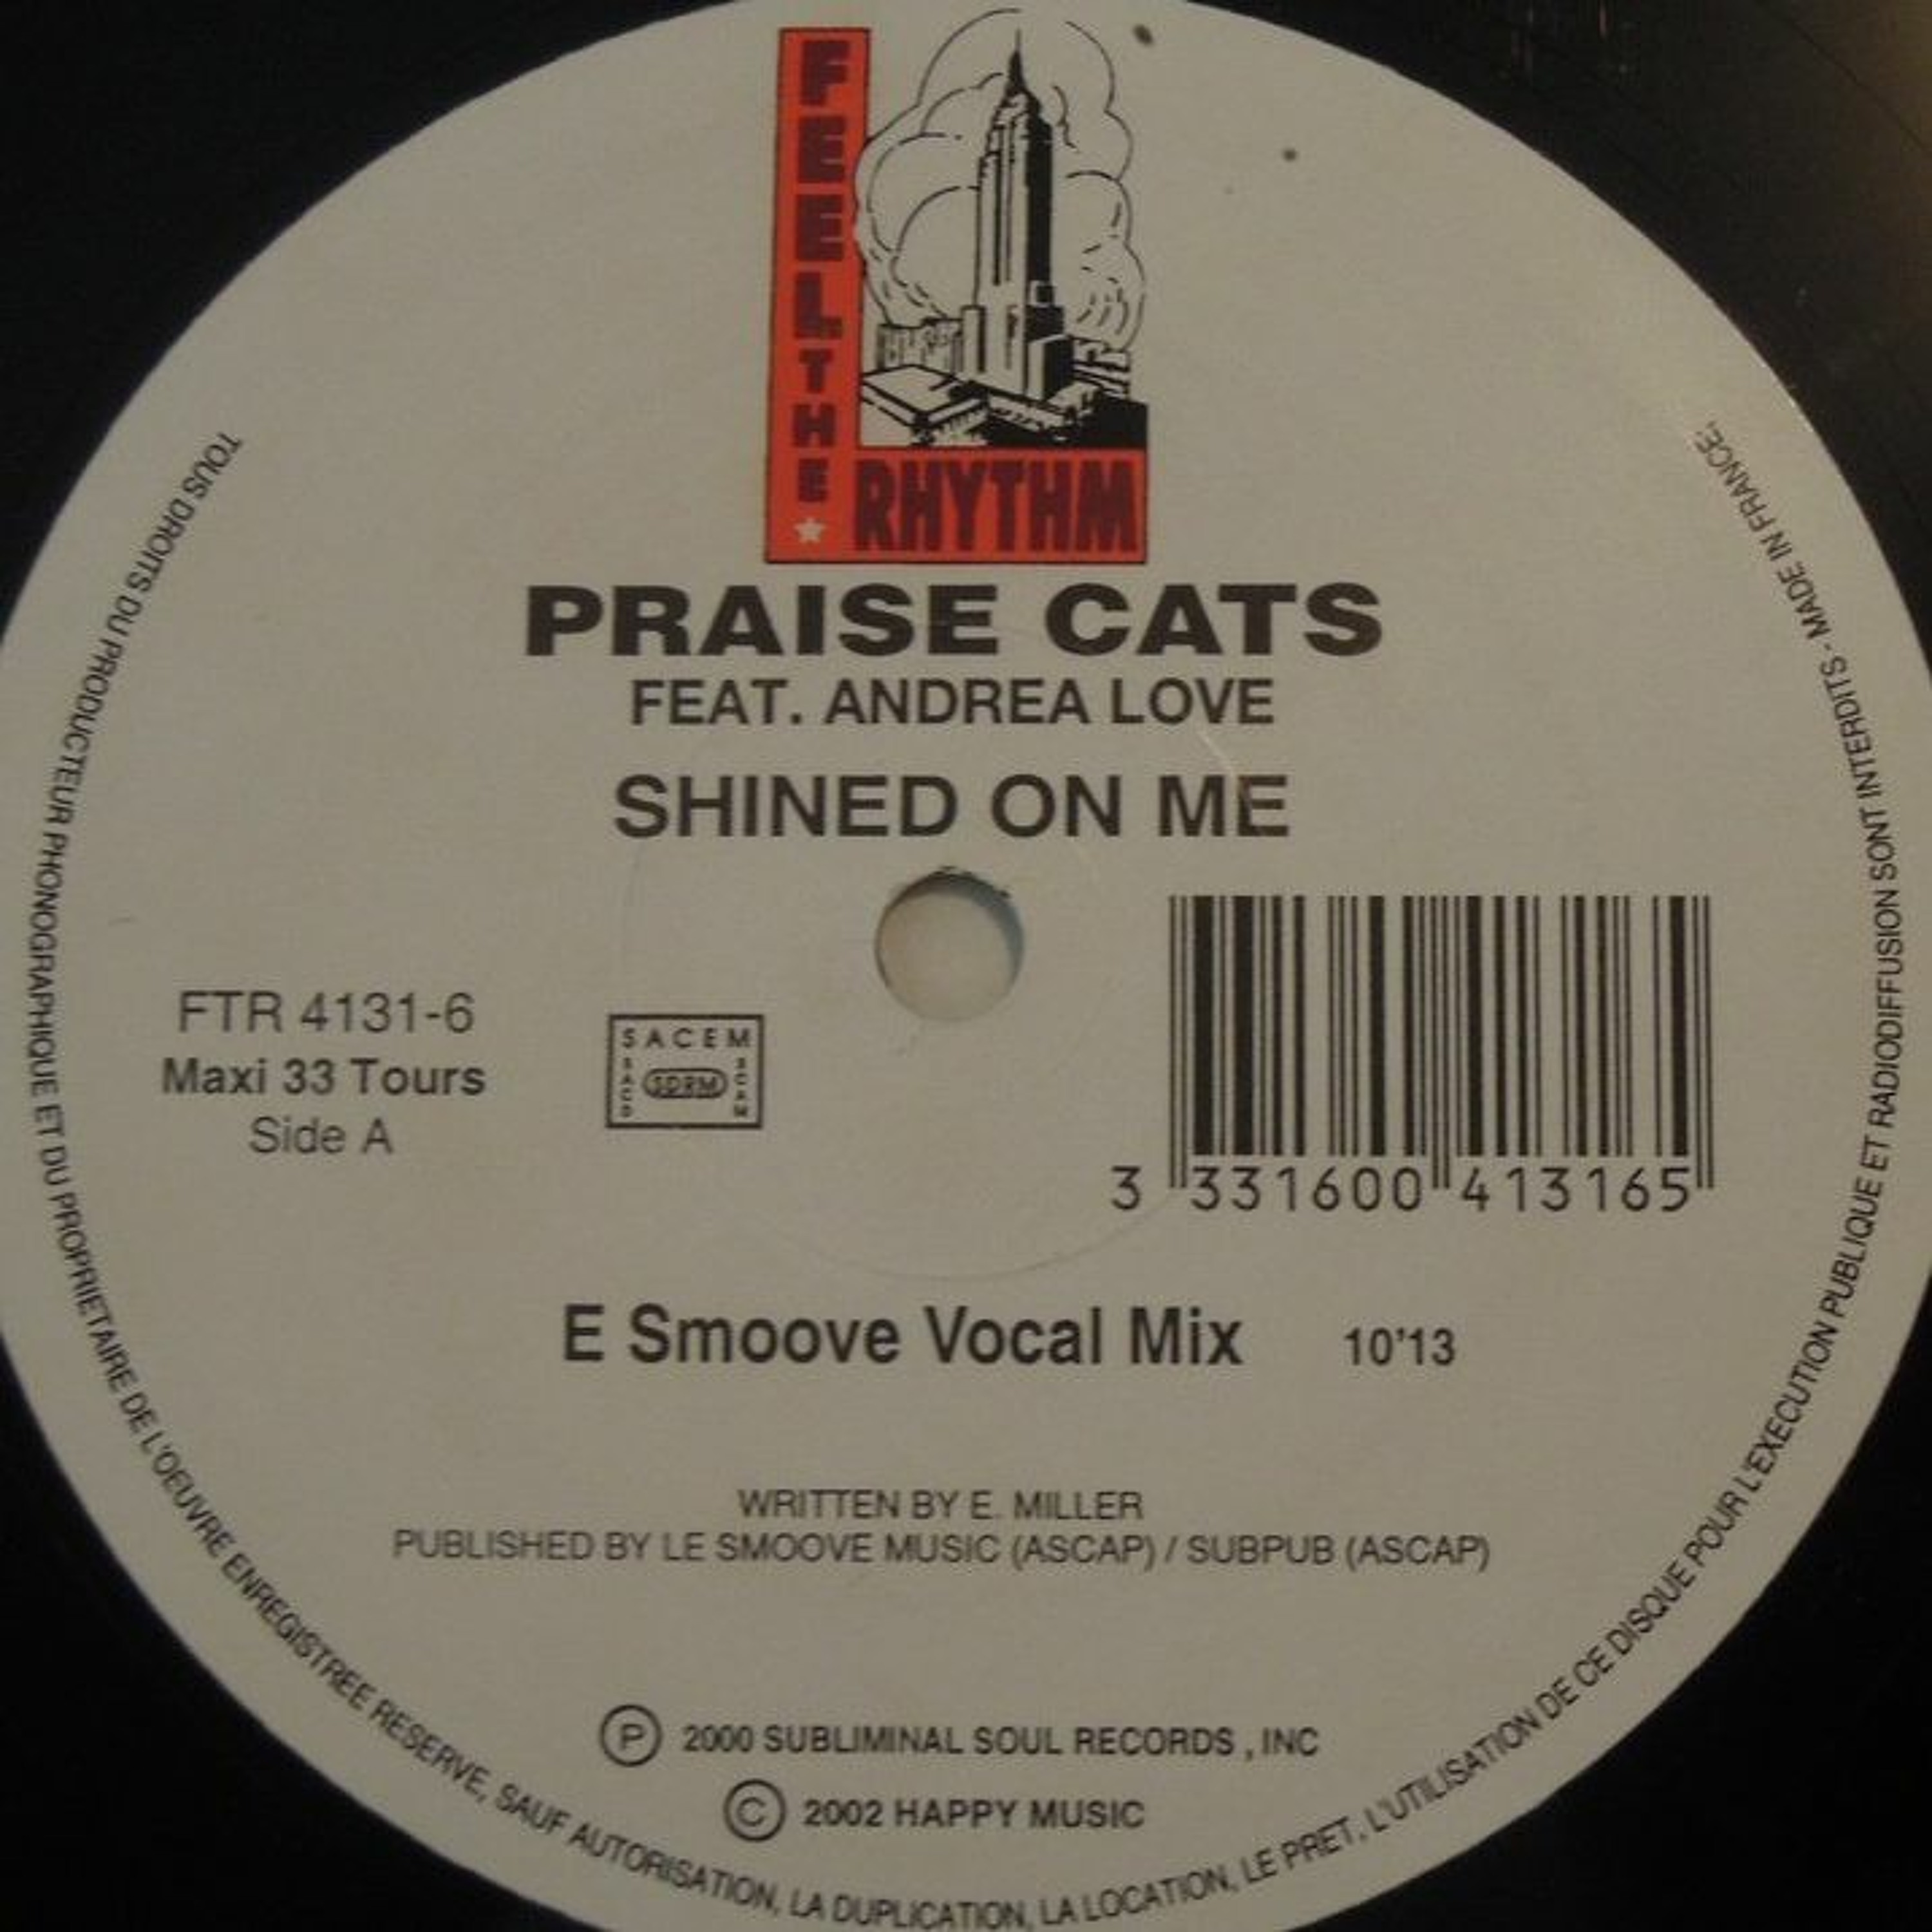 FEEL THE
RHYTHM
PRAISE CATS
FEAT. ANDREA LOVE
SHINED ON ME
FTR 4131-6
Maxi 33 Tours
Side A
SACEM
SACD
SDRM
SCAM
3 331600 413165
E Smoove Vocal Mix 10'13
WRITTEN BY E. MILLER
PUBLISHED BY LE SMOOVE MUSIC (ASCAP) / SUBPUB (ASCAP)
Ⓟ 2000 SUBLIMINAL SOUL RECORDS , INC
© 2002 HAPPY MUSIC
TOUS DROITS DU PRODUCTEUR PHONOGRAPHIQUE ET DU PROPRIETAIRE DE L'OEUVRE ENREGISTREE RESERVE, SAUF AUTORISATION, LA DUPLICATION, LA LOCATION, LE PRET, L'UTILISATION DE CE DISQUE POUR L'EXECUTION PUBLIQUE ET RADIODIFFUSION SONT INTERDITS - MADE IN FRANCE.